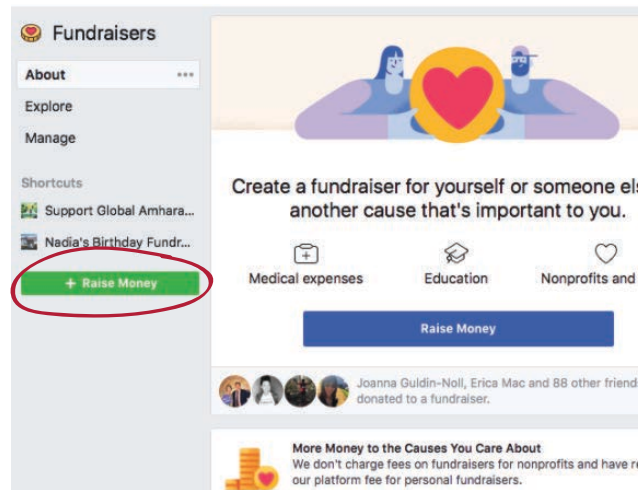 Fundraisers
About
Explore
Manage
Shortcuts
Support Global Amhara...
Nadia's Birthday Fundr...
+ Raise Money
Create a fundraiser for yourself or someone els
another cause that's important to you.
Medical expenses
Education
Nonprofits and
Raise Money
Joanna Guldin-Noll, Erica Mac and 88 other friend
donated to a fundraiser.
More Money to the Causes You Care About
We don't charge fees on fundraisers for nonprofits and have re
our platform fee for personal fundraisers.